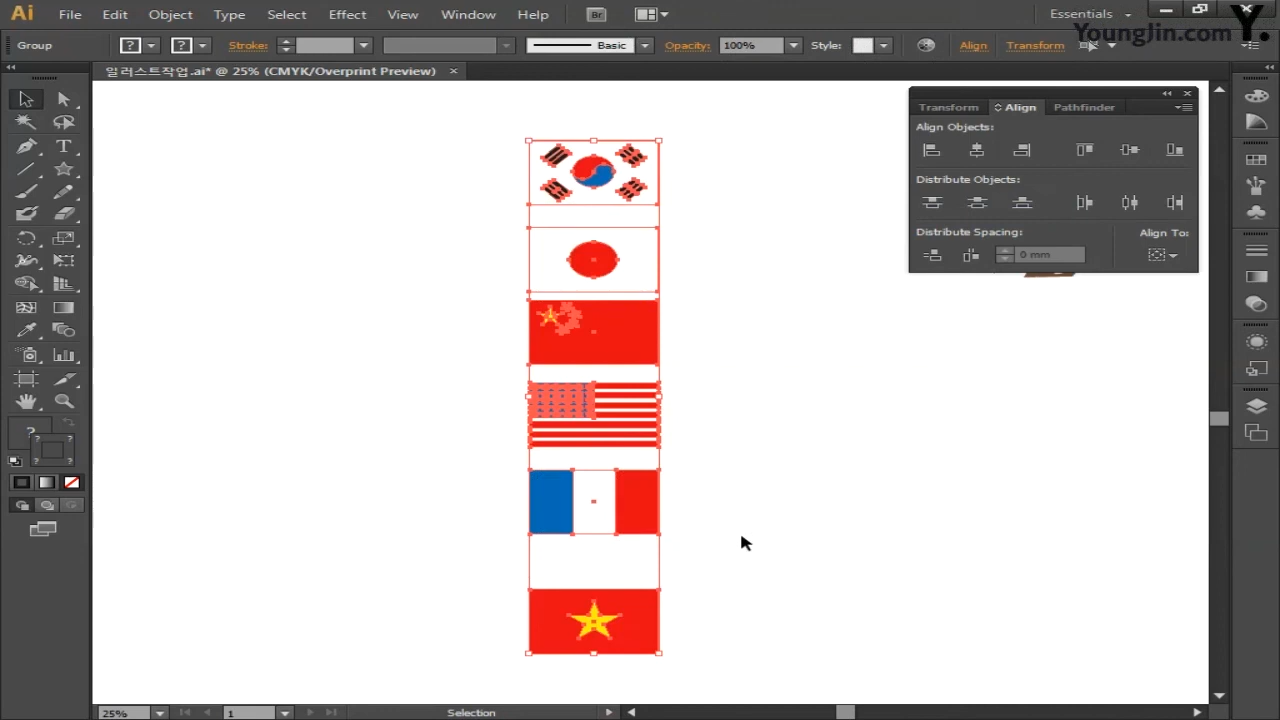 Ai File Edit Object Type Select Effect View Window Help Br Essentials
YoungJin.com Y.
Group ? ? Stroke: Basic Opacity: 100% Style: Align Transform
일러스트작업.ai* @ 25% (CMYK/Overprint Preview) ×
Transform Align Pathfinder
Align Objects:
Distribute Objects:
Distribute Spacing: Align To:
0 mm
T
?
? ?
? ?
25% 1 Selection